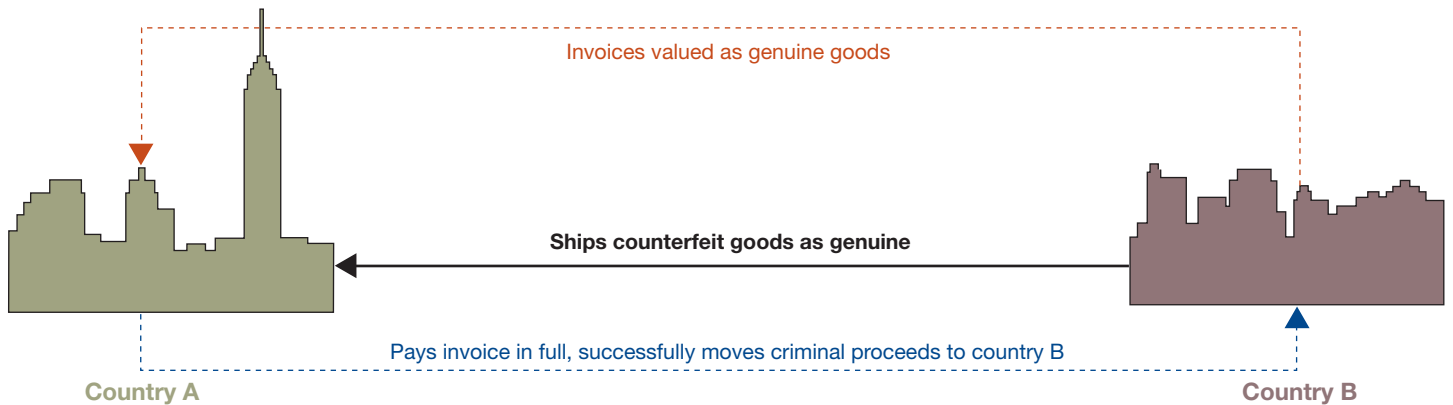 Invoices valued as genuine goods
Ships counterfeit goods as genuine
Pays invoice in full, successfully moves criminal proceeds to country B
Country A
Country B